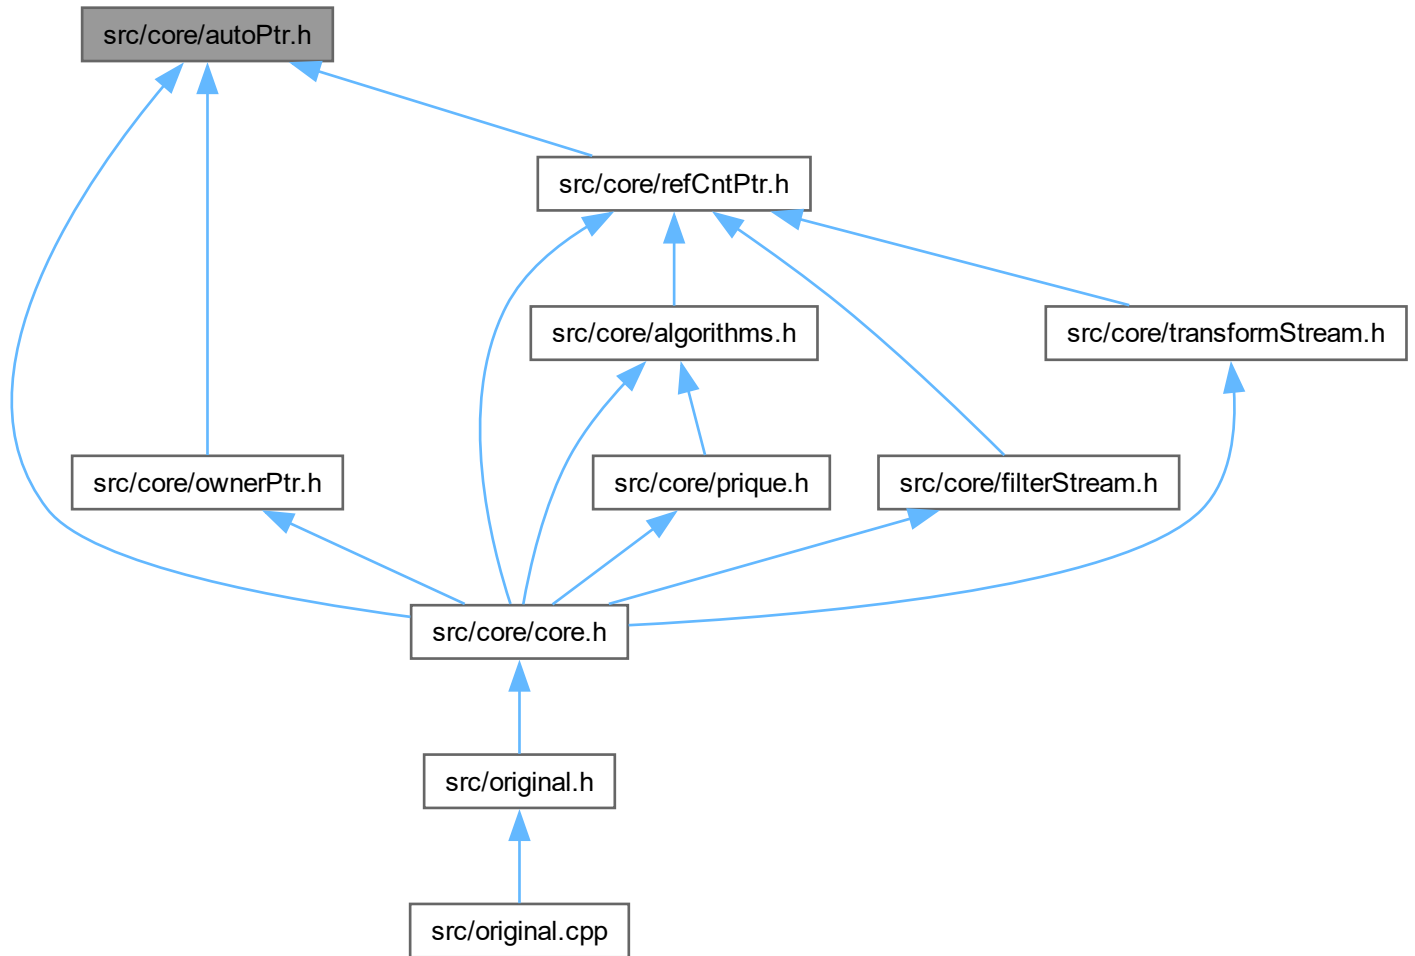 src/core/autoPtr.h
src/core/refCntPtr.h
src/core/algorithms.h
src/core/transformStream.h
src/core/ownerPtr.h
src/core/prique.h
src/core/filterStream.h
src/core/core.h
src/original.h
src/original.cpp